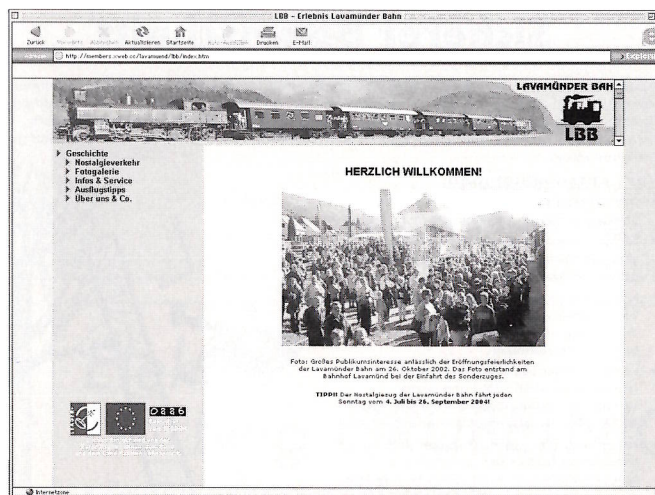 LBB – Erlebnis Lavamünder Bahn
Zurück Aktualisieren Startseite Drucken E-Mail
LAVAMÜNDER BAH
LBB
Geschichte
Nostalgieverkehr
Fotogalerie
Infos & Service
Ausflugstipps
Über uns & Co.
HERZLICH WILLKOMMEN!
Foto: Großes Publikumsinteresse anlässlich der Eröffnungsfeierlichkeiten
der Lavamünder Bahn am 26. Oktober 2002. Das Foto entstand am
Bahnhof Lavamünd bei der Einfahrt des Sonderzuges.
TIPP!! Der Nostalgiezug der Lavamünder Bahn fährt jeden
Sonntag vom 4. Juli bis 26. September 2004!
0886
Internetzone